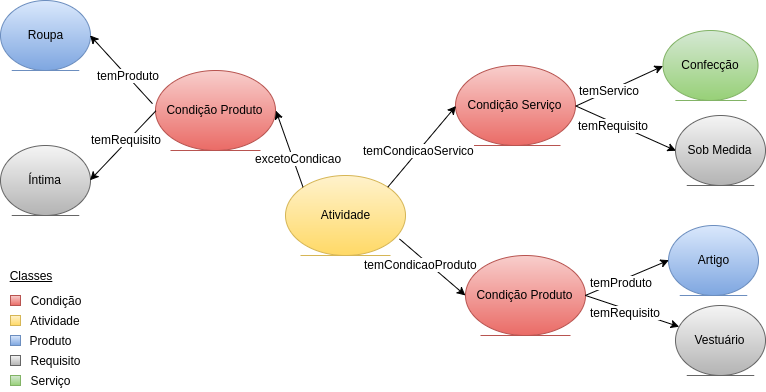 Roupa
temProduto
Condição Produto
temRequisito
Íntima
excetoCondicao
Atividade
temCondicaoServico
Condição Serviço
temServico
Confecção
temRequisito
Sob Medida
temCondicaoProduto
Condição Produto
temProduto
Artigo
temRequisito
Vestuário
Classes
Condição
Atividade
Produto
Requisito
Serviço